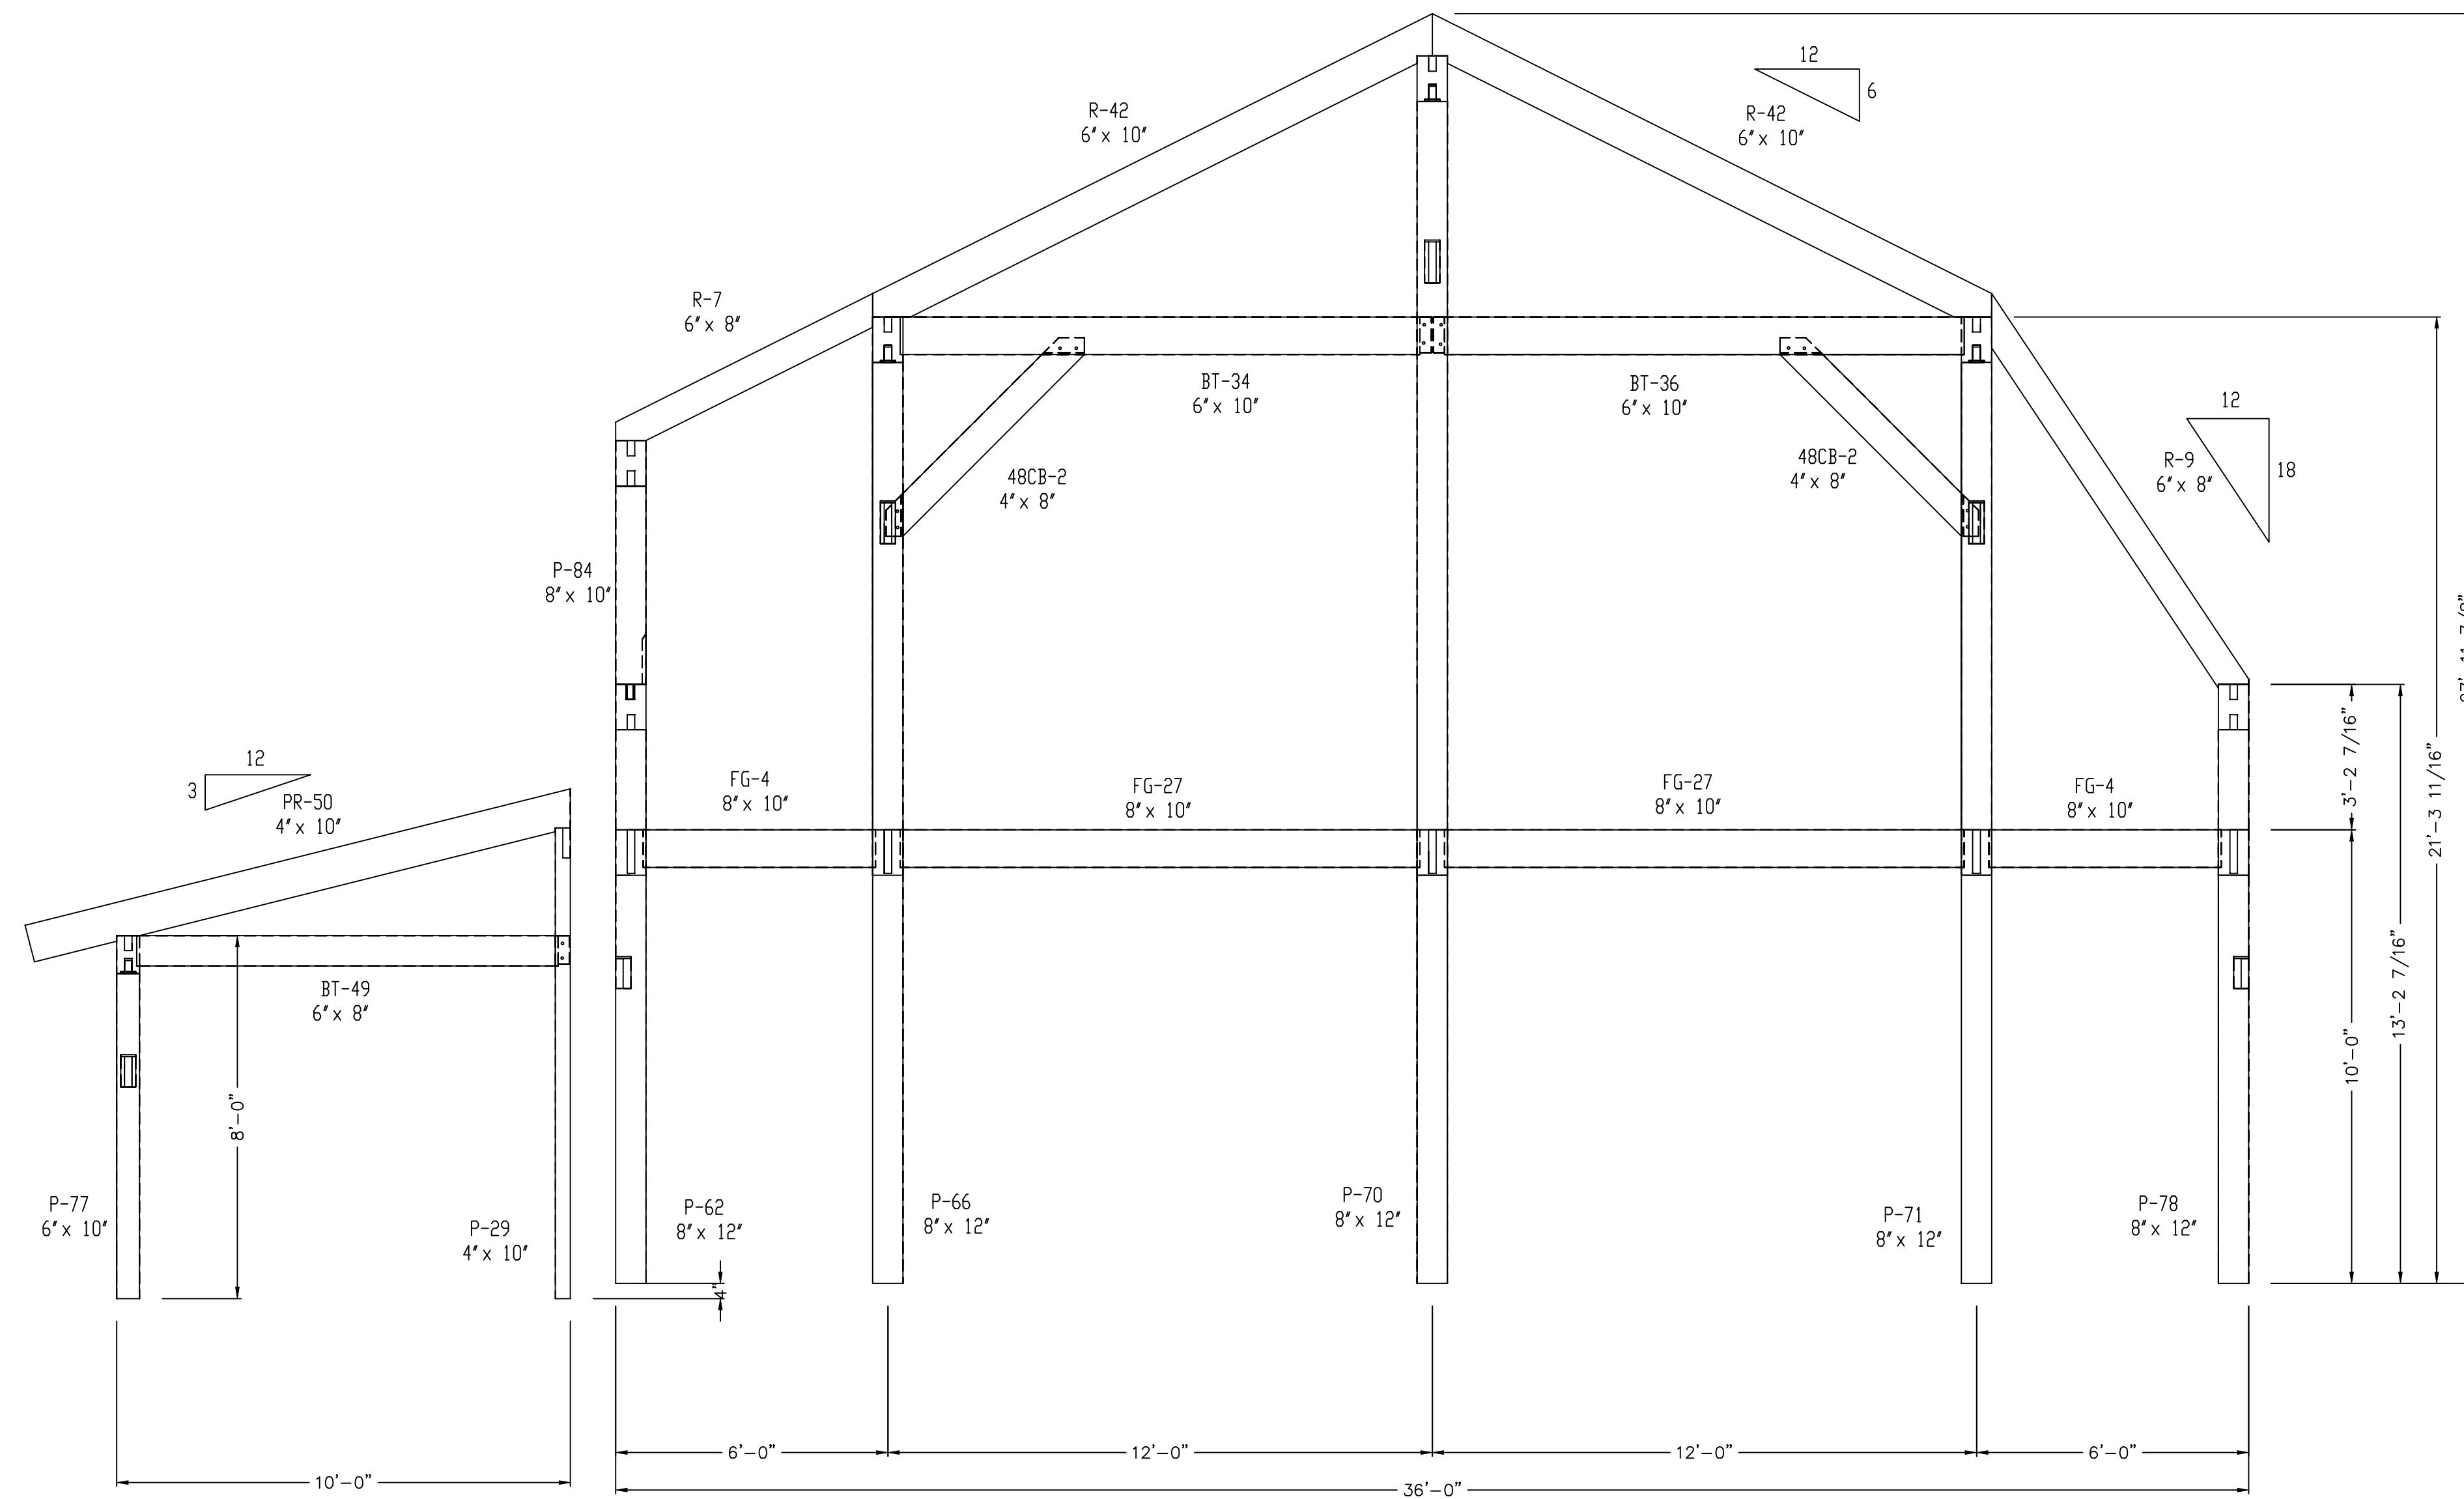 12
6
R-42
6" x 10"
R-42
6" x 10"
R-7
6" x 8"
BT-34
6" x 10"
BT-36
6" x 10"
12
18
R-9
6" x 8"
48CB-2
4" x 8"
48CB-2
4" x 8"
P-84
8" x 10"
12
3
PR-50
4" x 10"
FG-4
8" x 10"
FG-27
8" x 10"
FG-27
8" x 10"
FG-4
8" x 10"
3'-2 7/16"
21'-3 11/16"
13'-2 7/16"
10'-0"
BT-49
6" x 8"
8'-0"
P-77
6" x 10"
P-29
4" x 10"
P-62
8" x 12"
P-66
8" x 12"
P-70
8" x 12"
P-71
8" x 12"
P-78
8" x 12"
4"
6'-0"
12'-0"
12'-0"
6'-0"
10'-0"
36'-0"